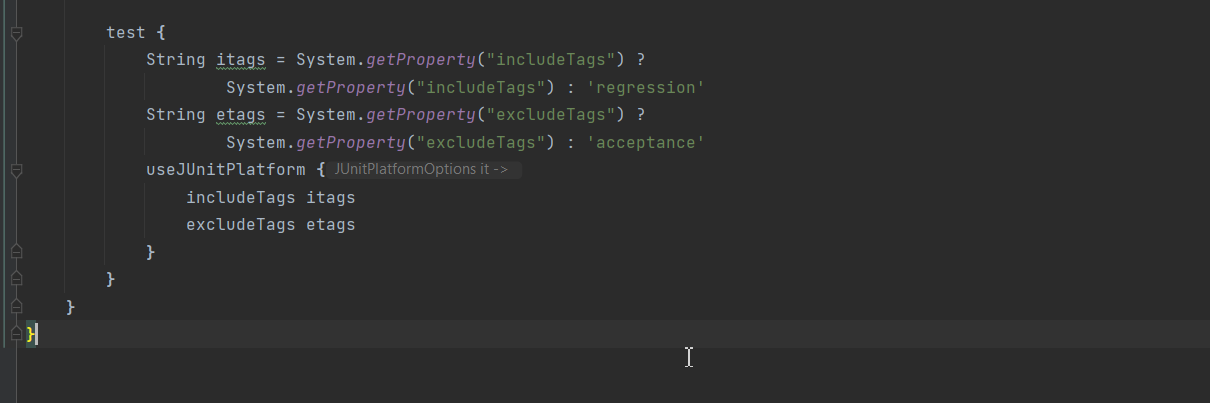 test {
String itags = System.getProperty("includeTags") ?
System.getProperty("includeTags") : 'regression'
String etags = System.getProperty("excludeTags") ?
System.getProperty("excludeTags") : 'acceptance'
useJUnitPlatform { JUnitPlatformOptions it ->
includeTags itags
excludeTags etags
}
}
}
}